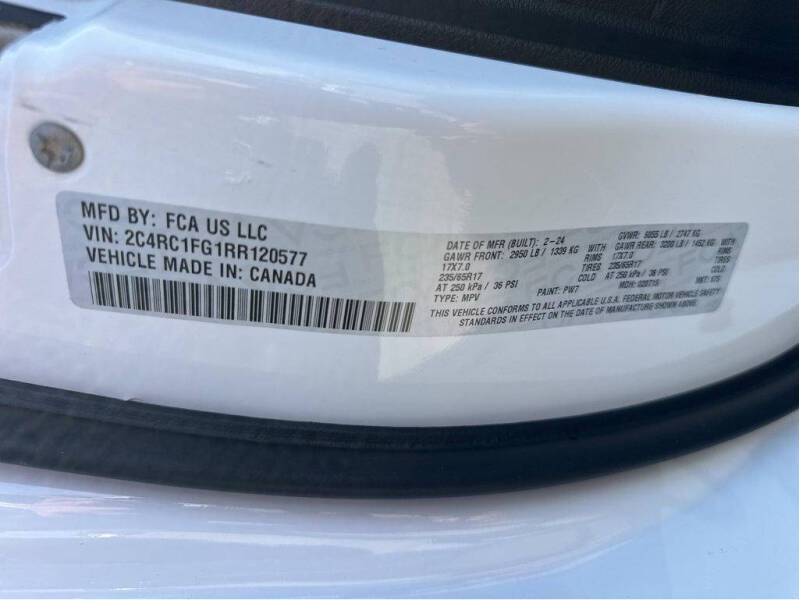 MFD BY: FCA US LLC
VIN: 2C4RC1FG1RR120577
VEHICLE MADE IN: CANADA
DATE OF MFR (BUILT): 2-24 GVWR: 6055 LB / 2747 KG
GAWR FRONT: 2950 LB / 1339 KG WITH GAWR REAR: 3200 LB / 1452 KG WITH
17X7.0 RIMS 17X7.0 RIMS
235/65R17 TIRES 235/65R17 TIRES
AT 250 kPa / 36 PSI COLD AT 250 kPa / 36 PSI COLD
TYPE: MPV PAINT: PW7 MDH: 020715
THIS VEHICLE CONFORMS TO ALL APPLICABLE U.S.A. FEDERAL MOTOR VEHICLE SAFETY
STANDARDS IN EFFECT ON THE DATE OF MANUFACTURE SHOWN ABOVE.